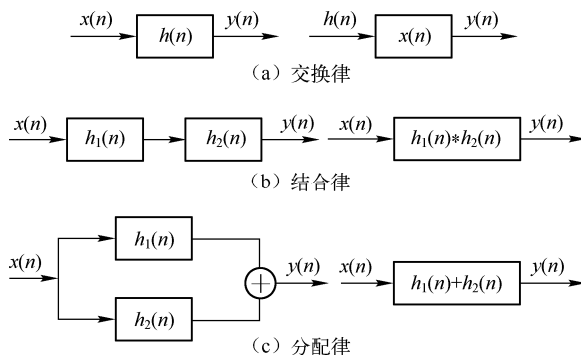 x(n) h(n) y(n) h(n) x(n) y(n)
（a）交换律
x(n) h₁(n) h₂(n) y(n) x(n) h₁(n)*h₂(n) y(n)
（b）结合律
h₁(n)
x(n) y(n) x(n) h₁(n)+h₂(n) y(n)
h₂(n)
（c）分配律